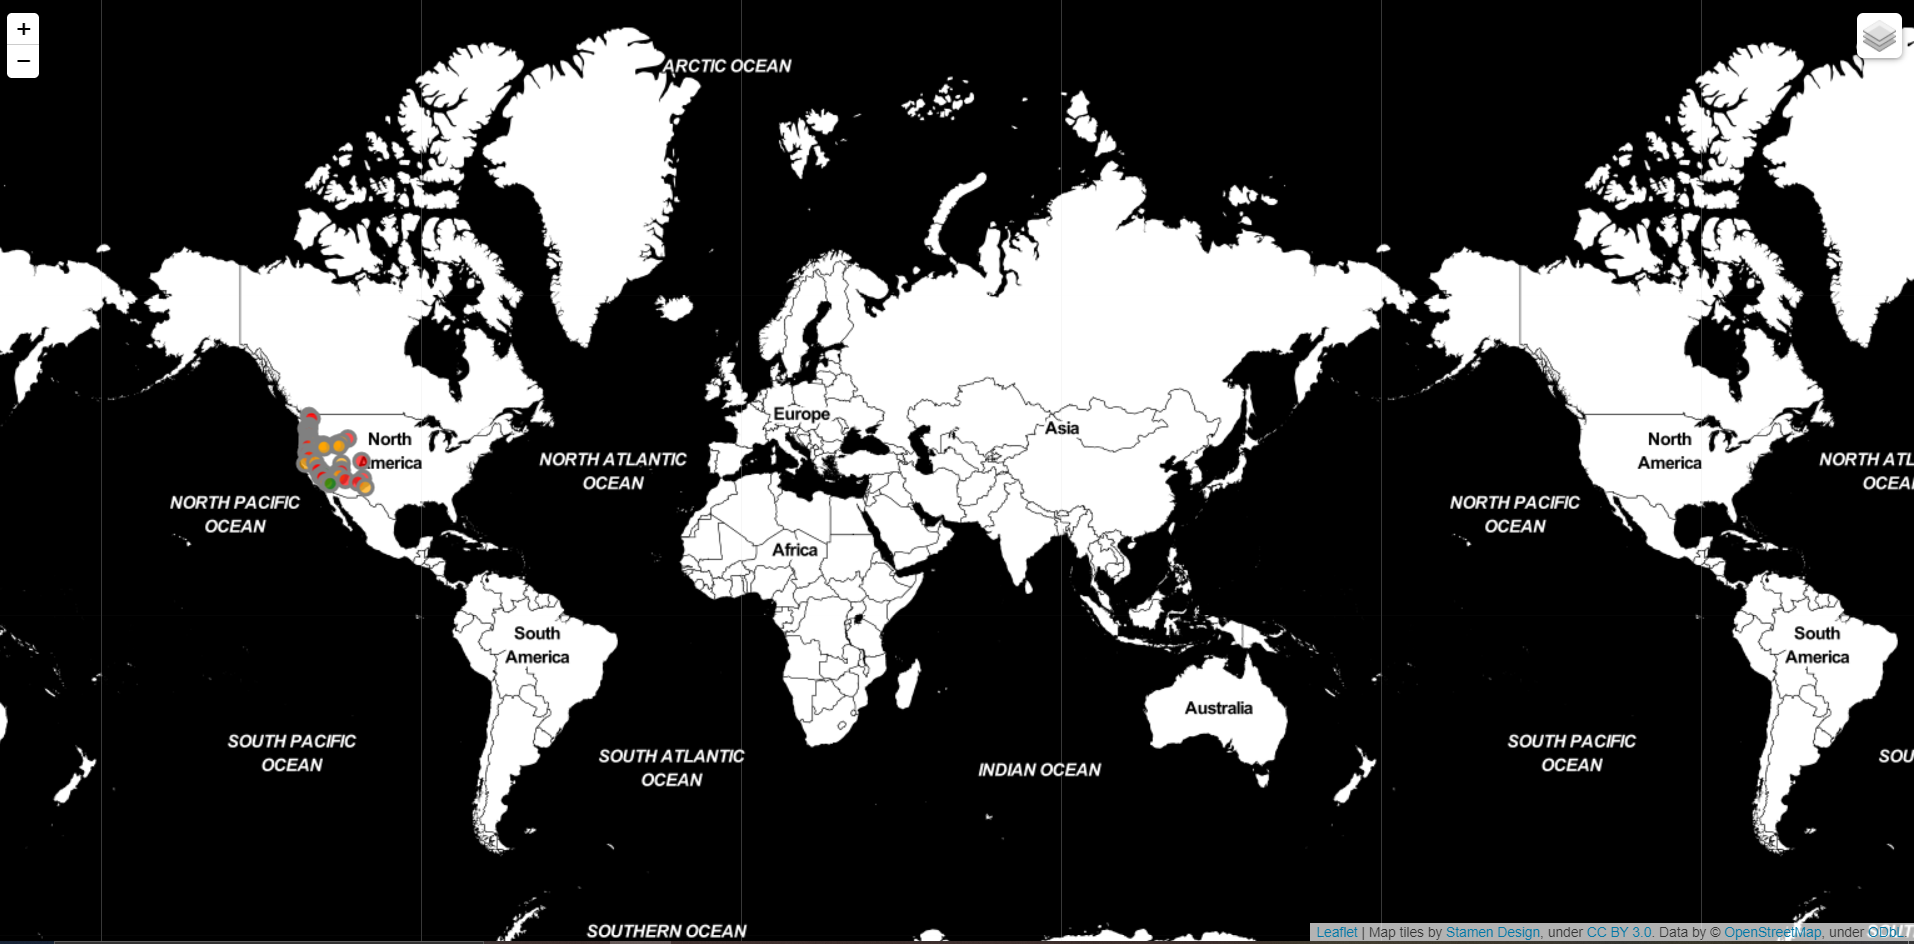 +
−
ARCTIC OCEAN
North
America
NORTH ATLANTIC
OCEAN
NORTH PACIFIC
OCEAN
Europe
Asia
Africa
South
America
Australia
SOUTH PACIFIC
OCEAN
SOUTH ATLANTIC
OCEAN
INDIAN OCEAN
SOUTHERN OCEAN
North
America
NORTH ATL
OCEA
NORTH PACIFIC
OCEAN
South
America
SOUTH PACIFIC
OCEAN
SOU
Leaflet | Map tiles by Stamen Design, under CC BY 3.0. Data by © OpenStreetMap, under ODbL.